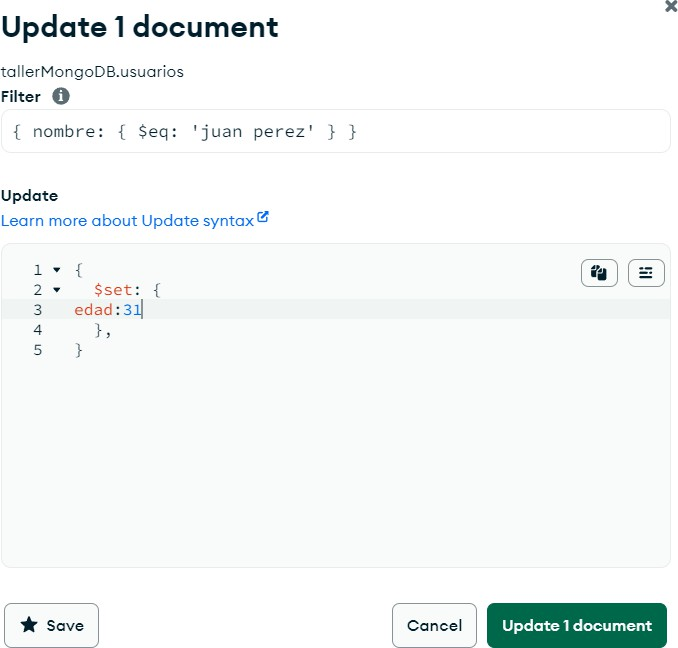 Update 1 document
tallerMongoDB.usuarios
Filter
{ nombre: { $eq: 'juan perez' } }
Update
Learn more about Update syntax
1 {
2 $set: {
3 edad:31
4 },
5 }
Save
Cancel
Update 1 document